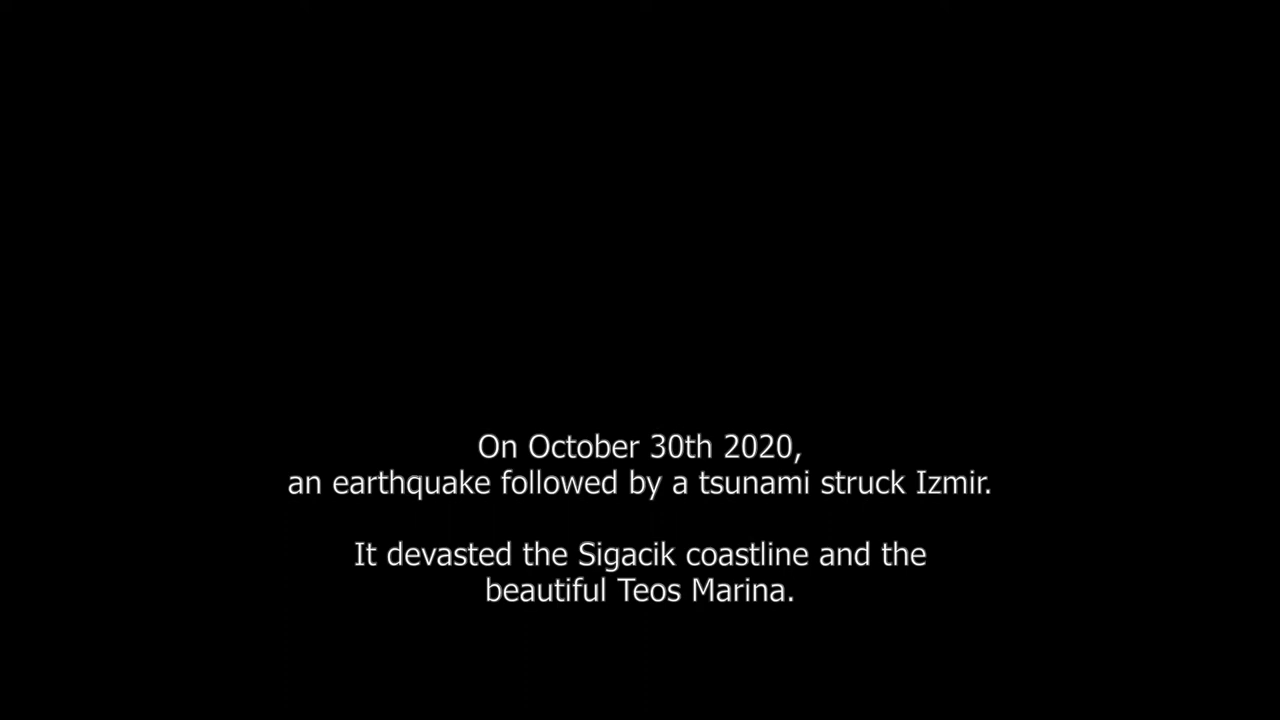 On October 30th 2020,
an earthquake followed by a tsunami struck Izmir.
It devasted the Sigacik coastline and the
beautiful Teos Marina.